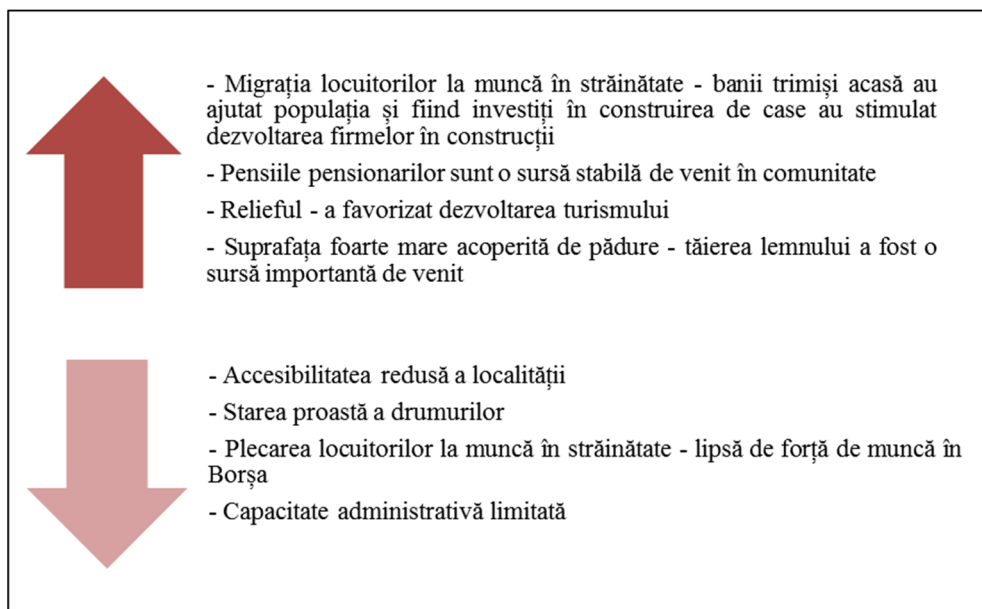 - Migrația locuitorilor la muncă în străinătate - banii trimiși acasă au
ajutat populația și fiind investiți în construirea de case au stimulat
dezvoltarea firmelor în construcții
- Pensiile pensionarilor sunt o sursă stabilă de venit în comunitate
- Relieful - a favorizat dezvoltarea turismului
- Suprafața foarte mare acoperită de pădure - tăierea lemnului a fost o
sursă importantă de venit
- Accesibilitatea redusă a localității
- Starea proastă a drumurilor
- Plecarea locuitorilor la muncă în străinătate - lipsă de forță de muncă în
Borșa
- Capacitate administrativă limitată